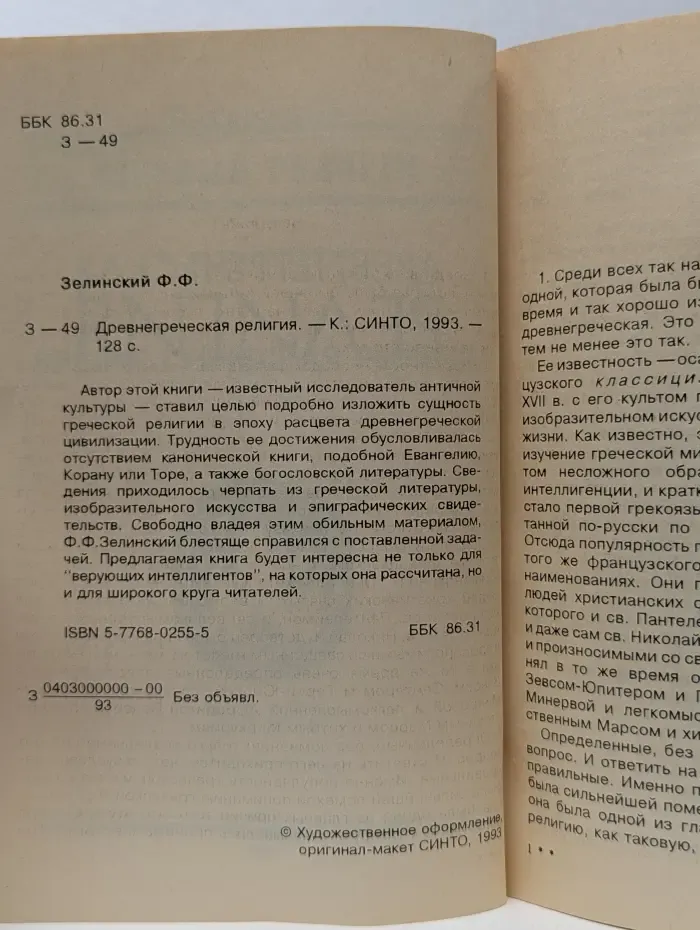 ББК 86.31
З — 49
Зелинский Ф.Ф.
З — 49 Древнегреческая религия. — К.: СИНТО, 1993. —
128 с.
Автор этой книги — известный исследователь античной
культуры — ставил целью подробно изложить сущность
греческой религии в эпоху расцвета древнегреческой
цивилизации. Трудность ее достижения обусловливалась
отсутствием канонической книги, подобной Евангелию,
Корану или Торе, а также богословской литературы. Све-
дения приходилось черпать из греческой литературы,
изобразительного искусства и эпиграфических свиде-
тельств. Свободно владея этим обильным материалом,
Ф.Ф.Зелинский блестяще справился с поставленной зада-
чей. Предлагаемая книга будет интересна не только для
"верующих интеллигентов", на которых она рассчитана, но
и для широкого круга читателей.
ISBN 5-7768-0255-5 ББК 86.31
З 0403000000 – 00
93 Без объявл.
© Художественное оформление,
оригинал-макет СИНТО, 1993
1. Среди всех так на
одной, которая была б
время и так хорошо из
древнегреческая. Это
тем не менее это так.
Ее известность — оса
цузского классици
XVII в. с его культом г
изобразительном искус
жизни. Как известно, з
изучение греческой ми
том несложного обра
интеллигенции, и кратк
стало первой грекоязы
танной по-русски по
Отсюда популярность г
того же французского
наименованиях. Они г
людей христианских с
которого и св. Пантеле
и даже сам св. Николай
и произносимыми со св
нял в то же время о
Зевсом-Юпитером и Г
Минервой и легкомыс
ственным Марсом и хи
Определенные, без
вопрос. И ответить на
правильные. Именно п
была сильнейшей поме
она была одной из гла
религию, как таковую,
1 • •